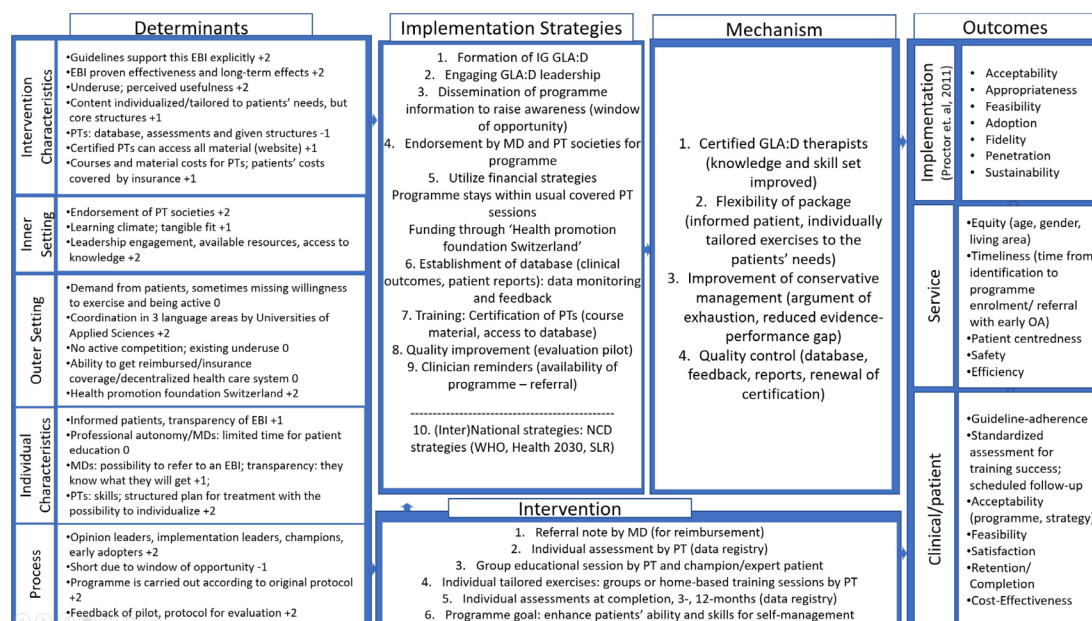 Determinants
Intervention
Characteristics
•Guidelines support this EBI explicitly +2
•EBI proven effectiveness and long-term effects +2
•Underuse; perceived usefulness +2
•Content individualized/tailored to patients' needs, but
core structures +1
•PTs: database, assessments and given structures -1
•Certified PTs can access all material (website) +1
•Courses and material costs for PTs; patients' costs
covered by insurance +1
Inner
Setting
•Endorsement of PT societies +2
•Learning climate; tangible fit +1
•Leadership engagement, available resources, access to
knowledge +2
Outer Setting
•Demand from patients, sometimes missing willingness
to exercise and being active 0
•Coordination in 3 language areas by Universities of
Applied Sciences +2
•No active competition; existing underuse 0
•Ability to get reimbursed/insurance
coverage/decentralized health care system 0
•Health promotion foundation Switzerland +2
Individual
Characteristics
•Informed patients, transparency of EBI +1
•Professional autonomy/MDs: limited time for patient
education 0
•MDs: possibility to refer to an EBI; transparency: they
know what they will get +1;
•PTs: skills; structured plan for treatment with the
possibility to individualize +2
Process
•Opinion leaders, implementation leaders, champions,
early adopters +2
•Short due to window of opportunity -1
•Programme is carried out according to original protocol
+2
•Feedback of pilot, protocol for evaluation +2
Implementation Strategies
1. Formation of IG GLA:D
2. Engaging GLA:D leadership
3. Dissemination of programme
information to raise awareness (window
of opportunity)
4. Endorsement by MD and PT societies for
programme
5. Utilize financial strategies
Programme stays within usual covered PT
sessions
Funding through 'Health promotion
foundation Switzerland'
6. Establishment of database (clinical
outcomes, patient reports): data monitoring
and feedback
7. Training: Certification of PTs (course
material, access to database)
8. Quality improvement (evaluation pilot)
9. Clinician reminders (availability of
programme – referral)
----------------------------------------------
10. (Inter)National strategies: NCD
strategies (WHO, Health 2030, SLR)
Mechanism
1. Certified GLA:D therapists
(knowledge and skill set
improved)
2. Flexibility of package
(informed patient, individually
tailored exercises to the
patients' needs)
3. Improvement of conservative
management (argument of
exhaustion, reduced evidence-
performance gap)
4. Quality control (database,
feedback, reports, renewal of
certification)
Intervention
1. Referral note by MD (for reimbursement)
2. Individual assessment by PT (data registry)
3. Group educational session by PT and champion/expert patient
4. Individual tailored exercises: groups or home-based training sessions by PT
5. Individual assessments at completion, 3-, 12-months (data registry)
6. Programme goal: enhance patients' ability and skills for self-management
Outcomes
Implementation
(Proctor et. al, 2011)
• Acceptability
• Appropriateness
• Feasibility
• Adoption
• Fidelity
• Penetration
• Sustainability
Service
•Equity (age, gender,
living area)
•Timeliness (time from
identification to
programme
enrolment/ referral
with early OA)
•Patient centredness
•Safety
•Efficiency
Clinical/patient
•Guideline-adherence
•Standardized
assessment for
training success;
scheduled follow-up
•Acceptability
(programme, strategy)
•Feasibility
•Satisfaction
•Retention/
Completion
•Cost-Effectiveness